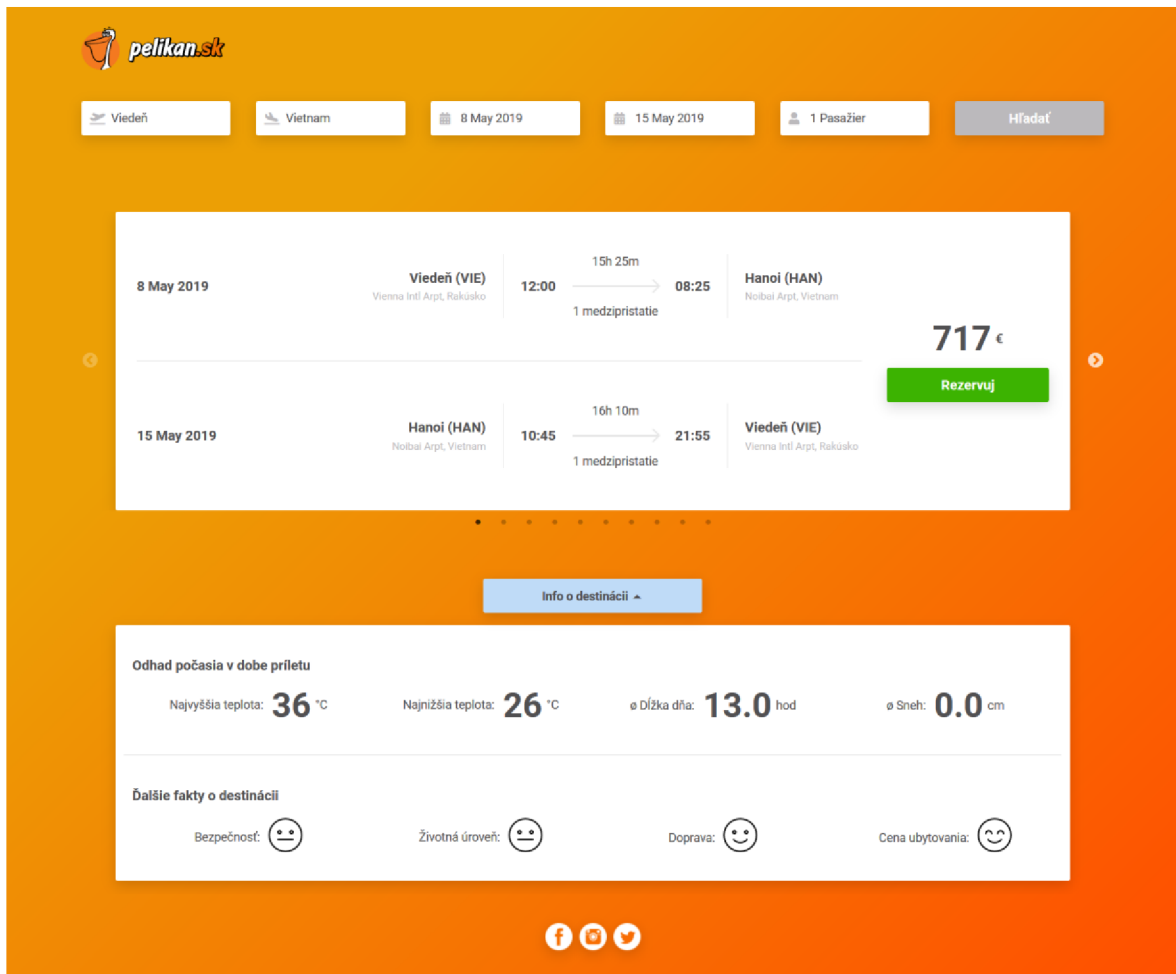 pelikan.sk
Viedeň
Vietnam
8 May 2019
15 May 2019
1 Pasažier
Hľadať
8 May 2019
Viedeň (VIE)
Vienna Intl Arpt, Rakúsko
12:00
15h 25m
1 medzipristatie
08:25
Hanoi (HAN)
Noibai Arpt, Vietnam
717 €
Rezervuj
15 May 2019
Hanoi (HAN)
Noibai Arpt, Vietnam
10:45
16h 10m
1 medzipristatie
21:55
Viedeň (VIE)
Vienna Intl Arpt, Rakúsko
Info o destinácii
Odhad počasia v dobe príletu
Najvyššia teplota: 36 °C
Najnižšia teplota: 26 °C
ø Dĺžka dňa: 13.0 hod
ø Sneh: 0.0 cm
Ďalšie fakty o destinácii
Bezpečnosť:
Životná úroveň:
Doprava:
Cena ubytovania: